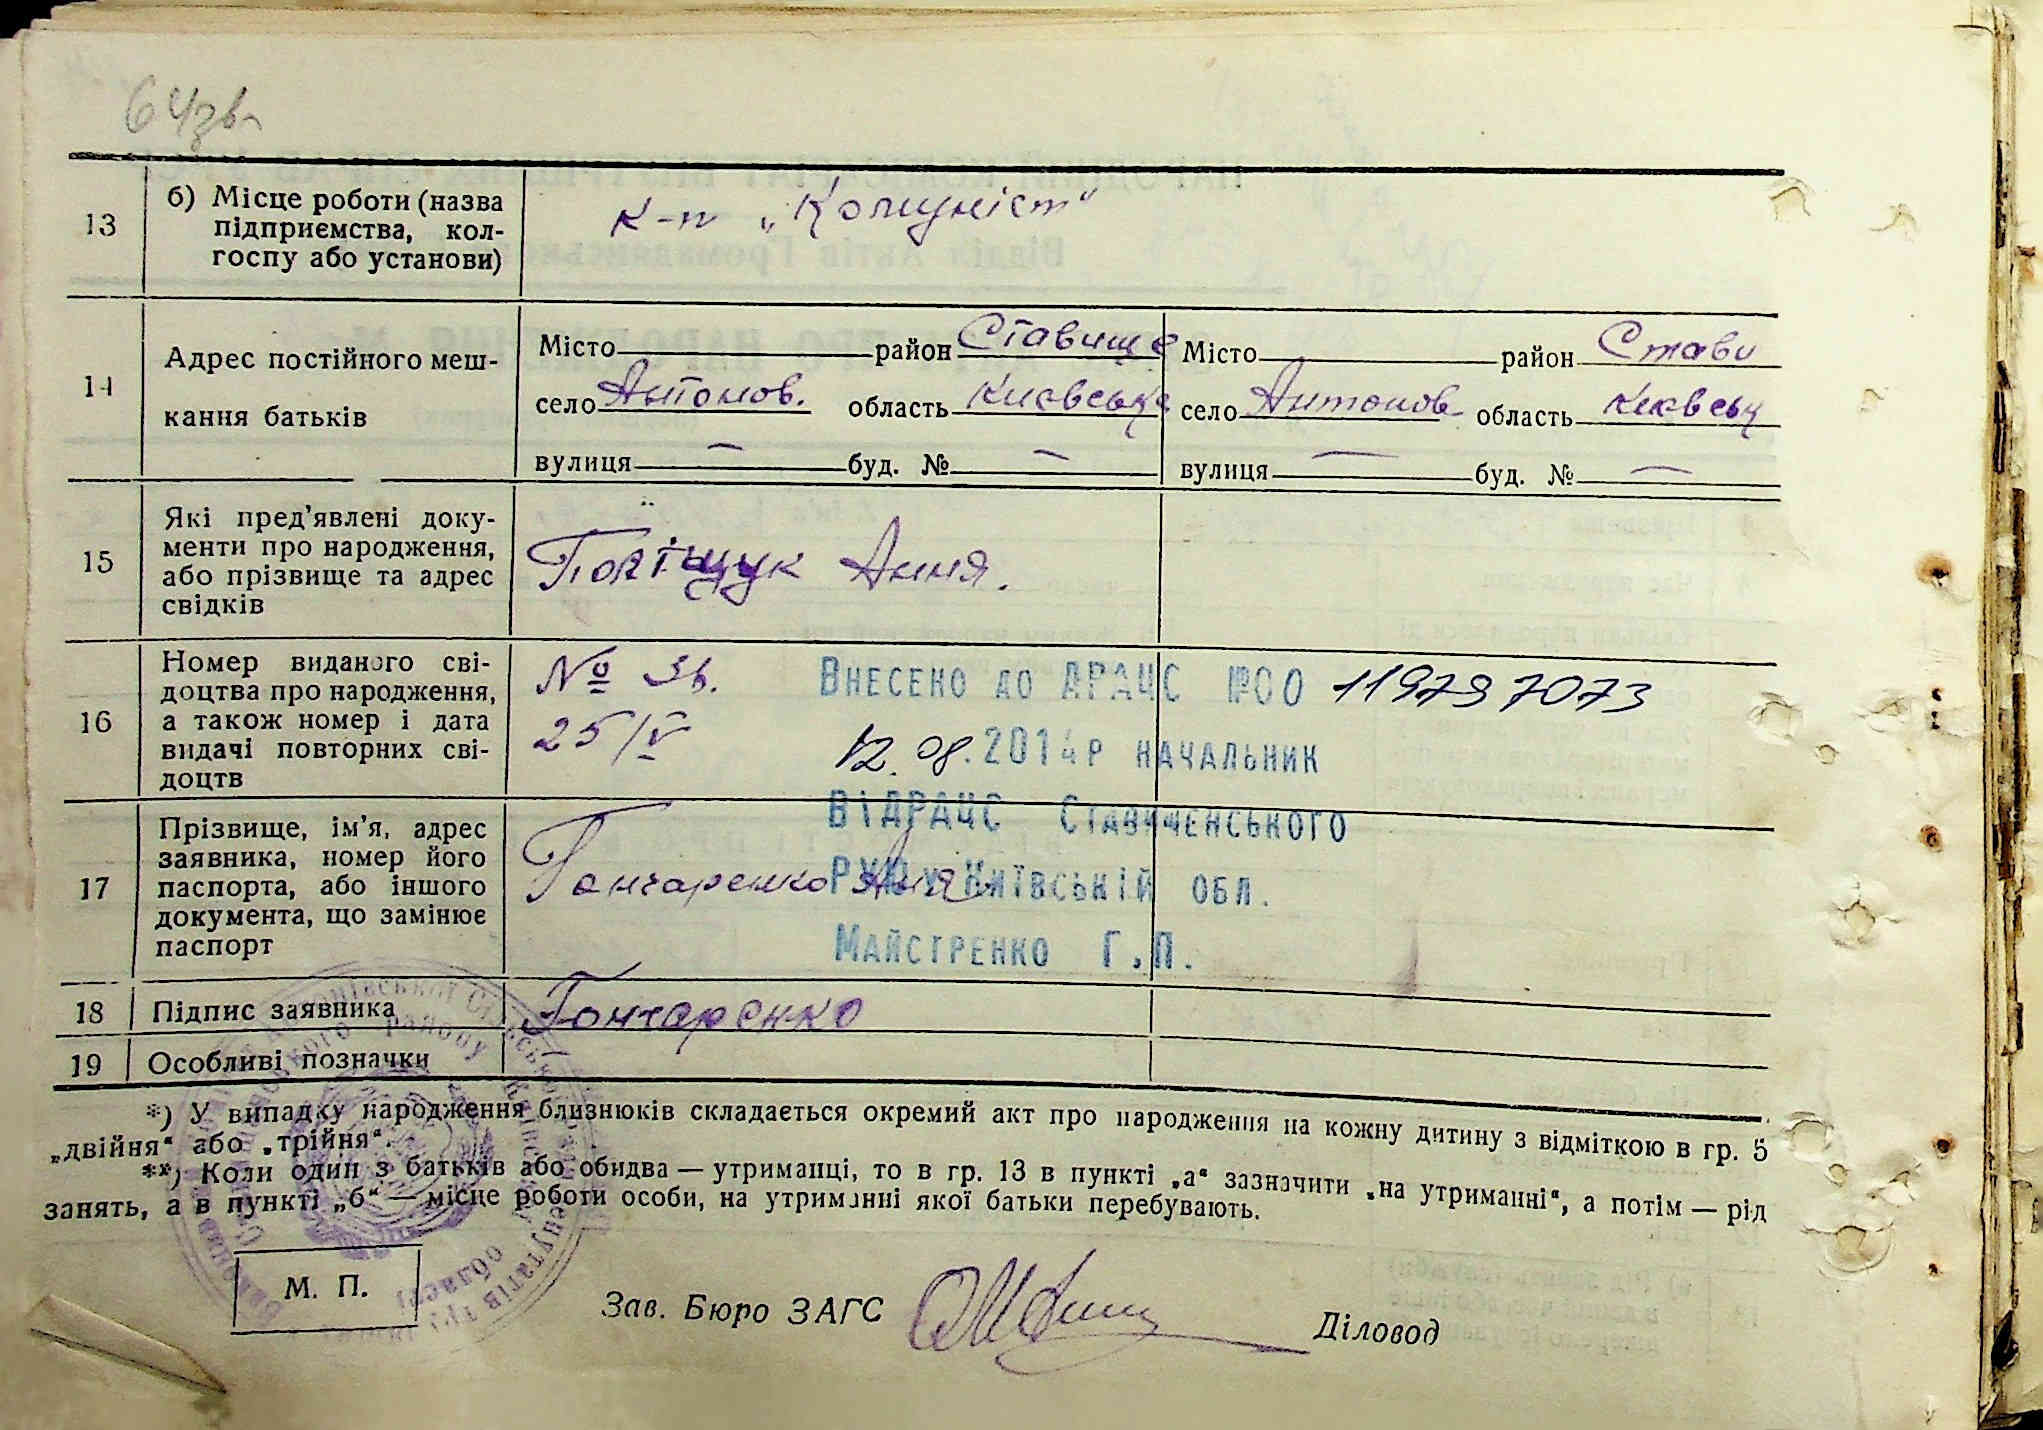 64зв
13
б) Місце роботи (назва
підприємства, кол-
госпу або установи)
к-п „Комуніст“
14
Адрес постійного меш-
кання батьків
Місто район Ставище
село Антонов. область Київська
вулиця — буд. № —
Місто район Стави
село Антонов область Київськ
вулиця — буд. № —
15
Які пред'явлені доку-
менти про народження,
або прізвище та адрес
свідків
Поліщук Ання.
16
Номер виданого сві-
доцтва про народження,
а також номер і дата
видачі повторних сві-
доцтв
№
25/V
Внесено до ДРАЦС №00 119797073
12.08.2014р начальник
ВІДРАЦС Ставищенського
РУЮ у Київській обл.
Майстренко Г.П.
17
Прізвище, ім'я, адрес
заявника, номер його
паспорта, або іншого
документа, що замінює
паспорт
Гончаренко
18
Підпис заявника
Гончаренко
19
Особливі позначки
*) У випадку народження близнюків складається окремий акт про народження на кожну дитину з відміткою в гр. 5
„двійня“ або „трійня“.
**) Коли один з батьків або обидва — утриманці, то в гр. 13 в пункті „а“ зазначити „на утриманні“, а потім — рід
занять, а в пункті „б“ — місце роботи особи, на утриманні якої батьки перебувають.
М. П.
Зав. Бюро ЗАГС
Діловод